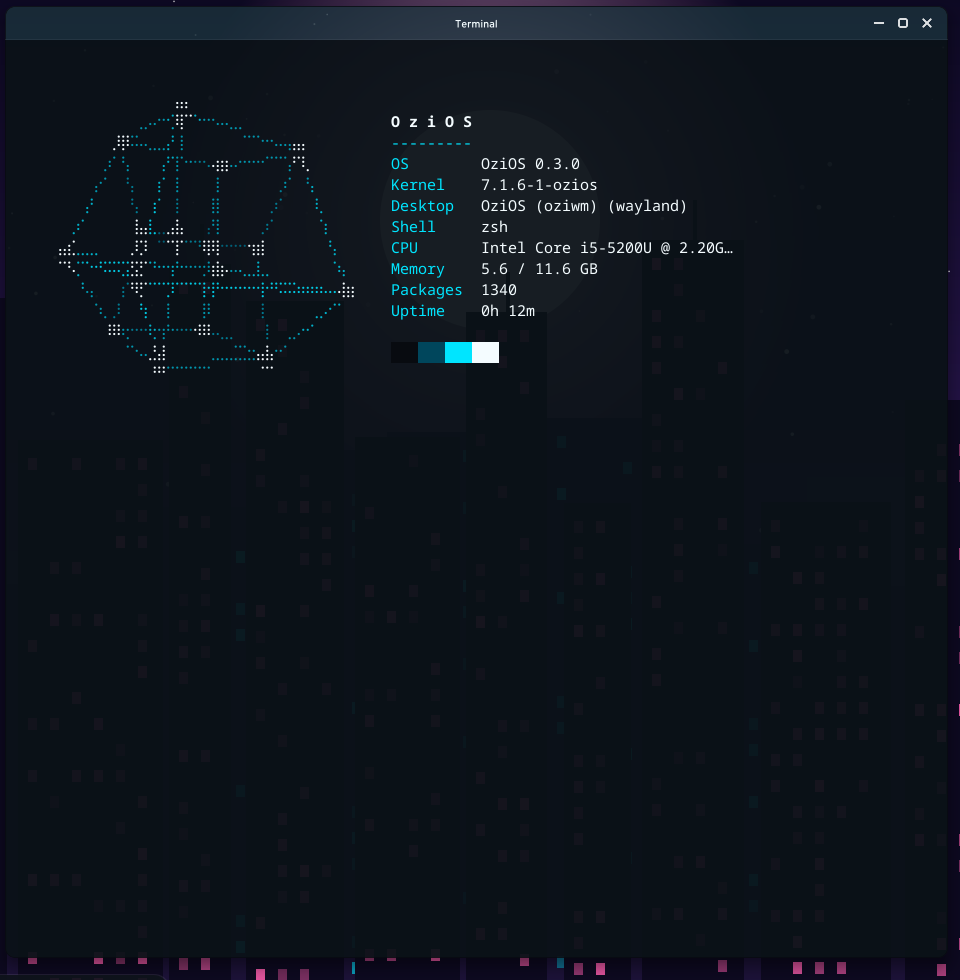 Terminal
O z i O S
---------
OS OziOS 0.3.0
Kernel 7.1.6-1-ozios
Desktop OziOS (oziwm) (wayland)
Shell zsh
CPU Intel Core i5-5200U @ 2.20G…
Memory 5.6 / 11.6 GB
Packages 1340
Uptime 0h 12m